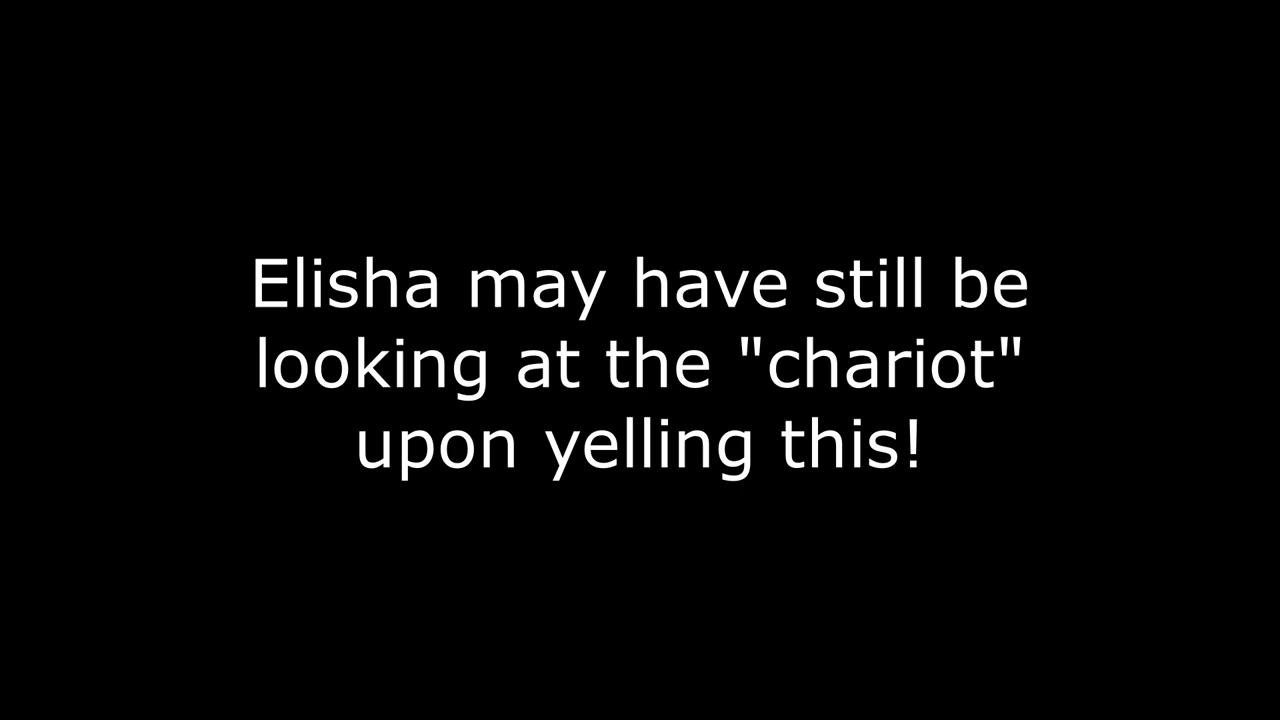 Elisha may have still be
looking at the "chariot"
upon yelling this!